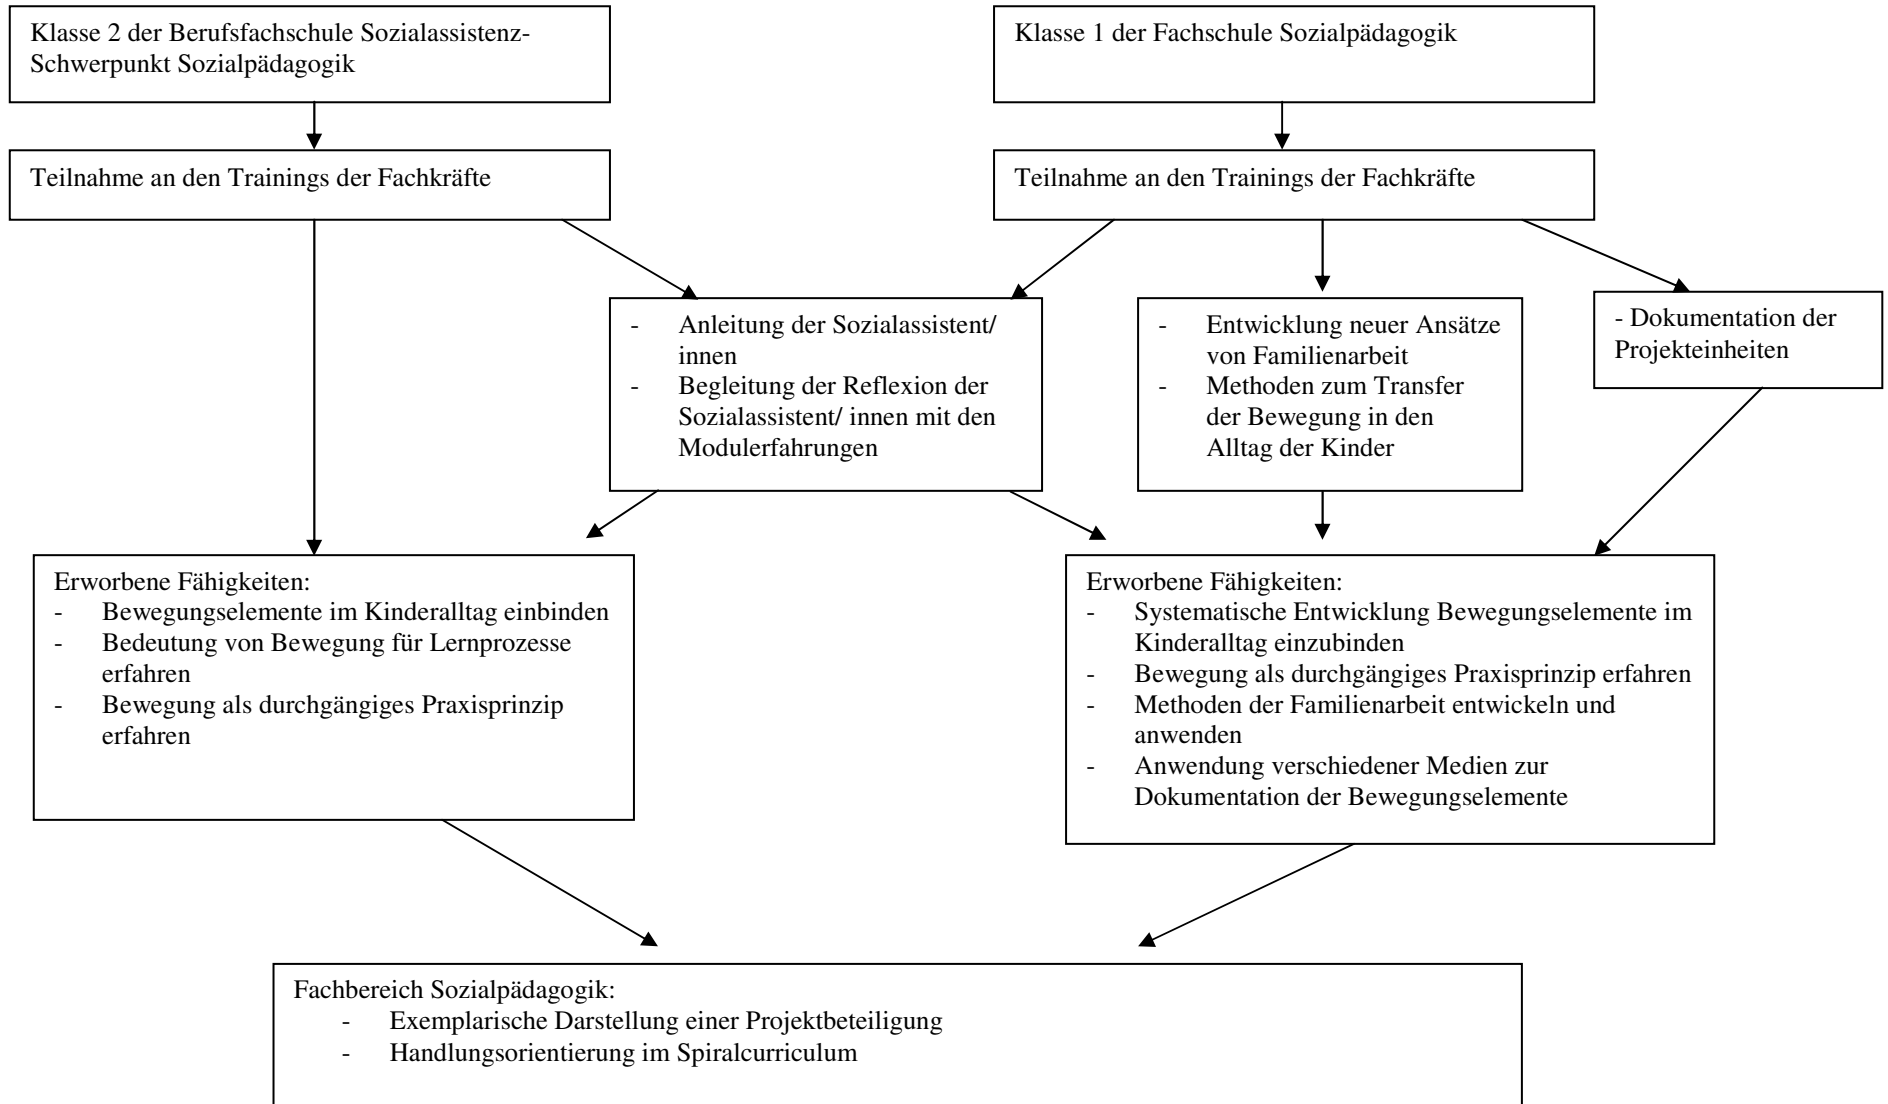 Klasse 2 der Berufsfachschule Sozialassistenz-
Schwerpunkt Sozialpädagogik
Klasse 1 der Fachschule Sozialpädagogik
Teilnahme an den Trainings der Fachkräfte
Teilnahme an den Trainings der Fachkräfte
- Anleitung der Sozialassistent/
innen
- Begleitung der Reflexion der
Sozialassistent/ innen mit den
Modulerfahrungen
- Entwicklung neuer Ansätze
von Familienarbeit
- Methoden zum Transfer
der Bewegung in den
Alltag der Kinder
- Dokumentation der
Projekteinheiten
Erworbene Fähigkeiten:
- Bewegungselemente im Kinderalltag einbinden
- Bedeutung von Bewegung für Lernprozesse
erfahren
- Bewegung als durchgängiges Praxisprinzip
erfahren
Erworbene Fähigkeiten:
- Systematische Entwicklung Bewegungselemente im
Kinderalltag einzubinden
- Bewegung als durchgängiges Praxisprinzip erfahren
- Methoden der Familienarbeit entwickeln und
anwenden
- Anwendung verschiedener Medien zur
Dokumentation der Bewegungselemente
Fachbereich Sozialpädagogik:
- Exemplarische Darstellung einer Projektbeteiligung
- Handlungsorientierung im Spiralcurriculum